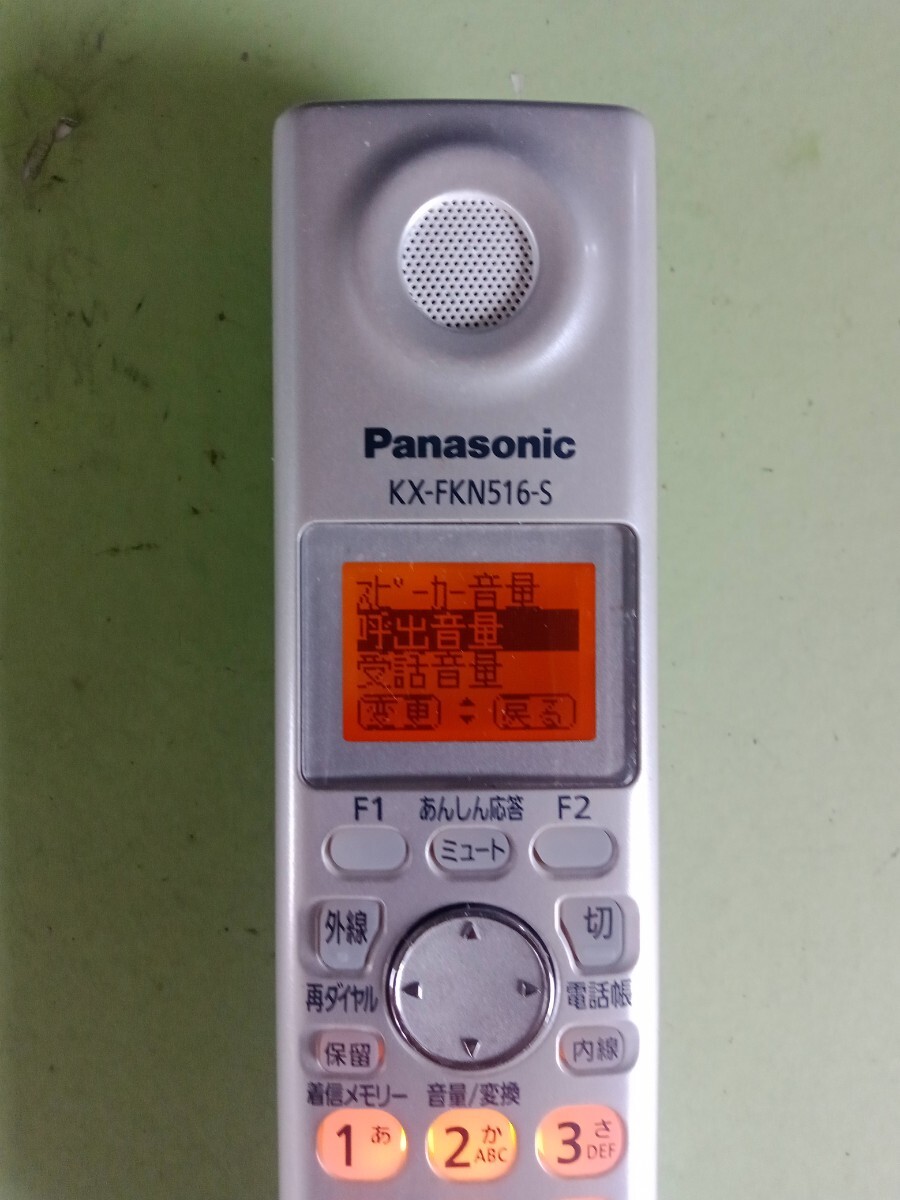 Panasonic
KX-FKN516-S
ｽﾋﾟｰｶｰ音量
呼出音量
受話音量
変更 戻る
F1 あんしん応答 F2
ミュート
外線 切
再ダイヤル 電話帳
保留 内線
着信メモリー 音量/変換
1 あ 2 か ABC 3 さ DEF